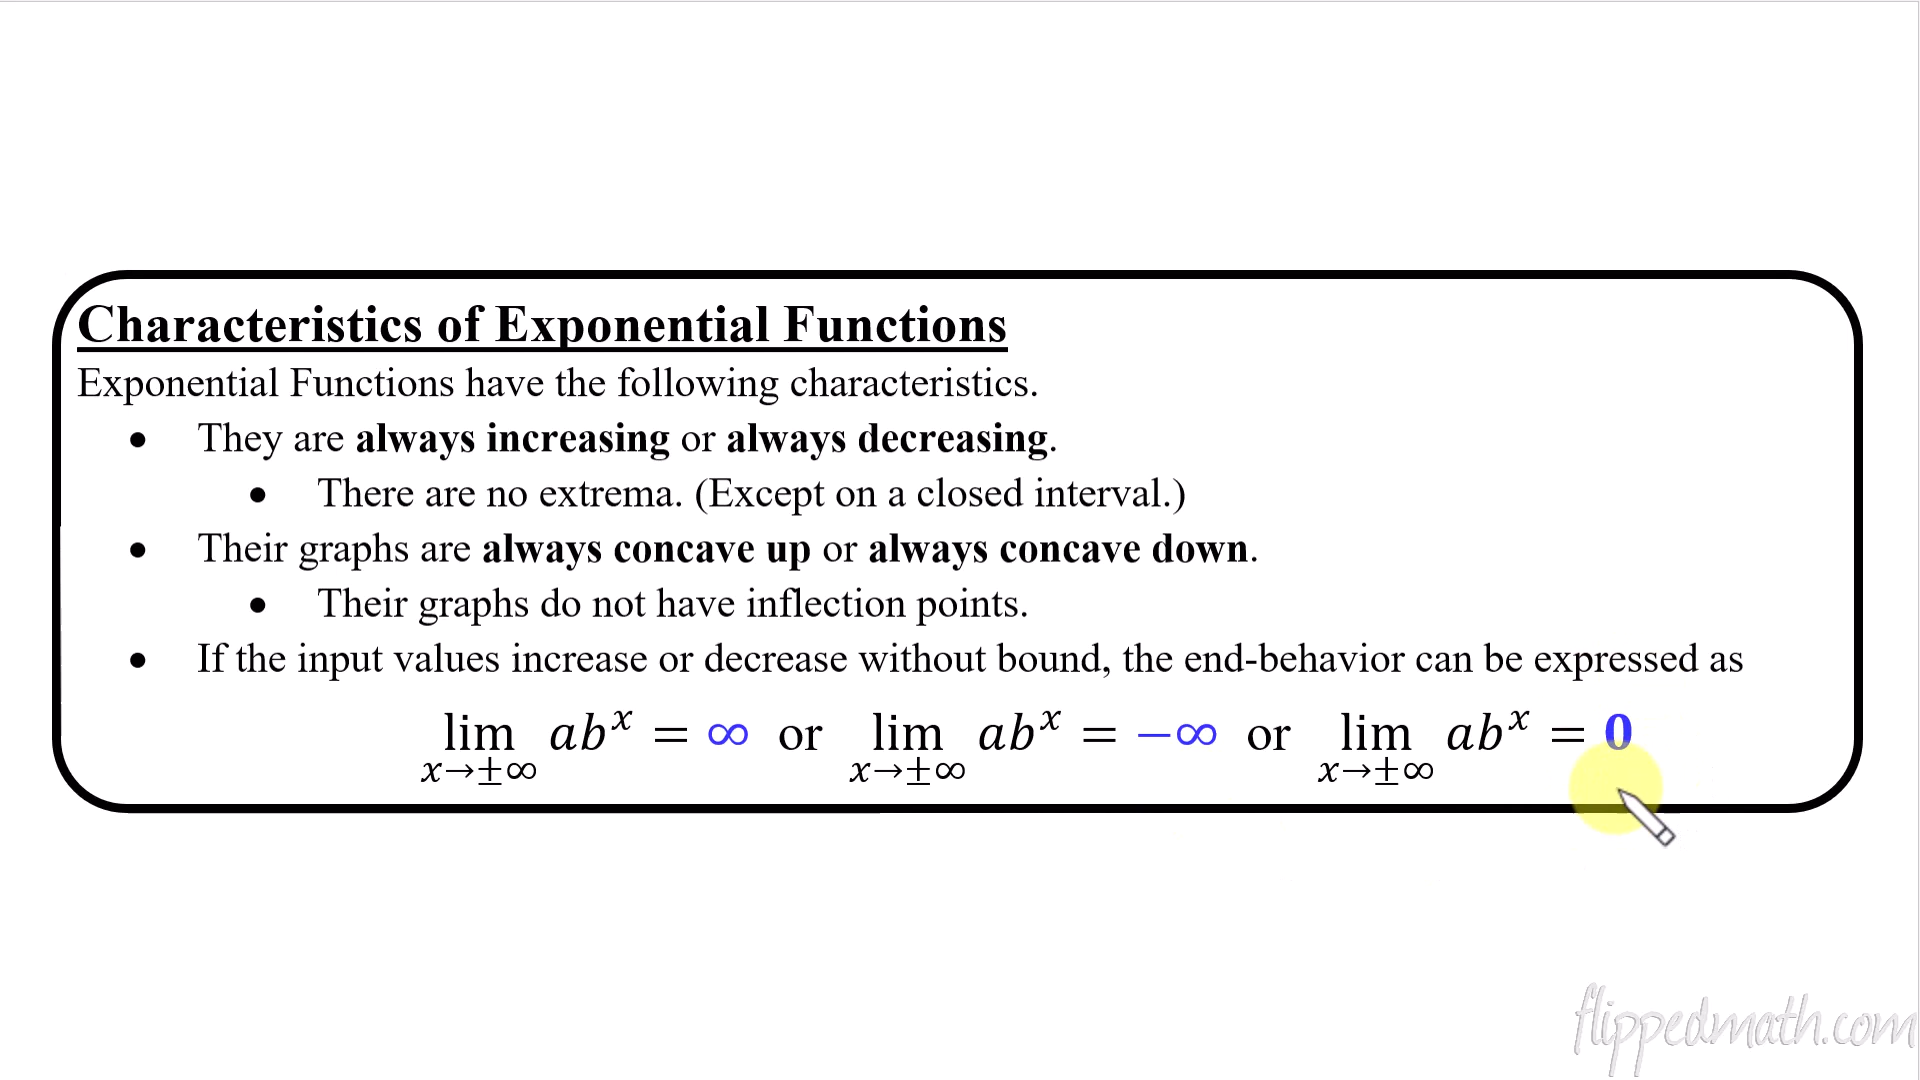 Characteristics of Exponential Functions
Exponential Functions have the following characteristics.
• They are always increasing or always decreasing.
• There are no extrema. (Except on a closed interval.)
• Their graphs are always concave up or always concave down.
• Their graphs do not have inflection points.
• If the input values increase or decrease without bound, the end-behavior can be expressed as
lim x→±∞ abˣ = ∞ or lim x→±∞ abˣ = −∞ or lim x→±∞ abˣ = 0
flippedmath.com